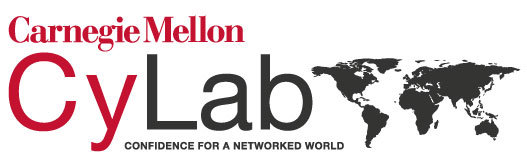 Carnegie Mellon
CyLab
CONFIDENCE FOR A NETWORKED WORLD